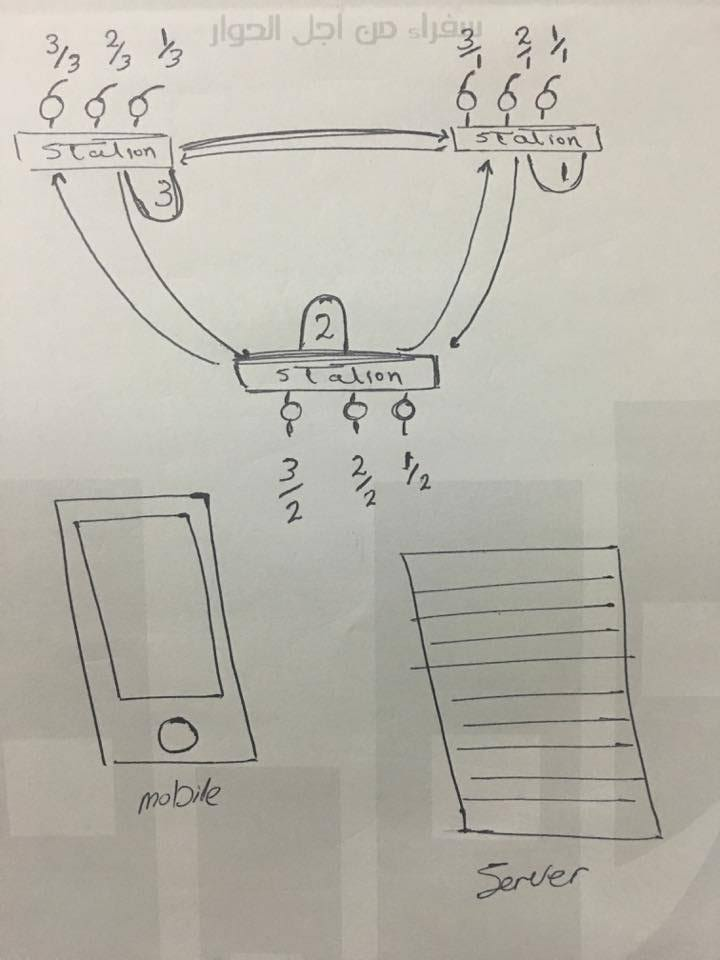 سفراء من أجل الحوار
3/3 2/3 1/3
3/1 2/1 1/1
Station
Station
3
1
2
Station
3/2 2/2 1/2
mobile
Server